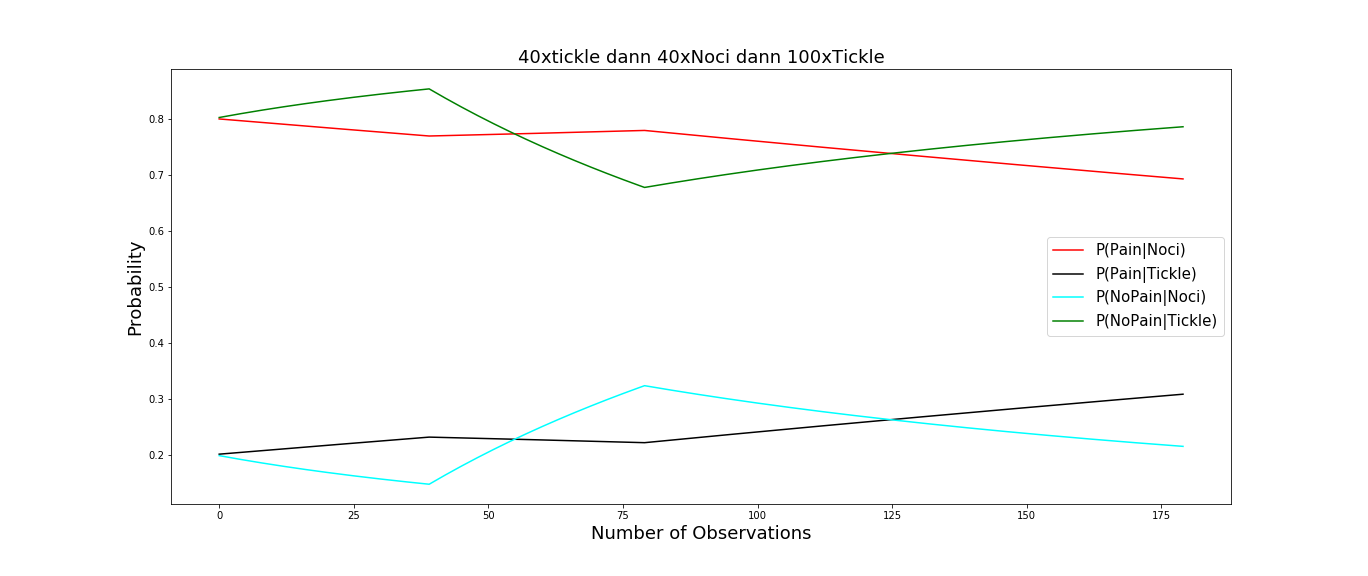 40xtickle dann 40xNoci dann 100xTickle
Probability
0.8
0.7
0.6
0.5
0.4
0.3
0.2
P(Pain|Noci)
P(Pain|Tickle)
P(NoPain|Noci)
P(NoPain|Tickle)
0 25 50 75 100 125 150 175
Number of Observations